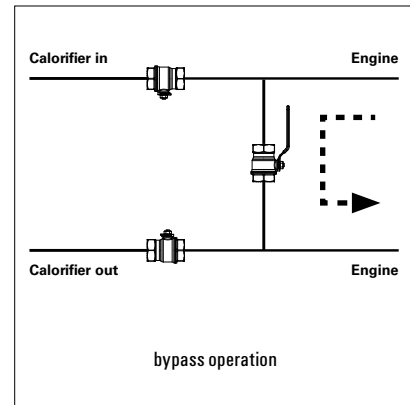 Calorifier in Engine
Calorifier out Engine
bypass operation